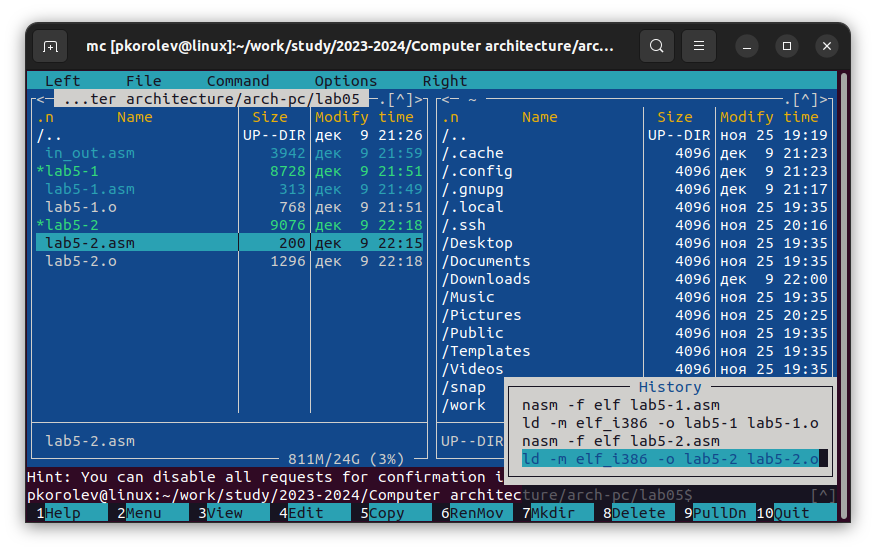 mc [pkorolev@linux]:~/work/study/2023-2024/Computer architecture/arc...
Left File Command Options Right
<─ ...ter architecture/arch-pc/lab05 ─.[^]>
.n Name Size Modify time
/.. UP--DIR дек 9 21:26
in_out.asm 3942 дек 9 21:59
*lab5-1 8728 дек 9 21:51
lab5-1.asm 313 дек 9 21:49
lab5-1.o 768 дек 9 21:51
*lab5-2 9076 дек 9 22:18
lab5-2.asm 200 дек 9 22:15
lab5-2.o 1296 дек 9 22:18
lab5-2.asm
811M/24G (3%)
<─ ~ ─.[^]>
.n Name Size Modify time
/.. UP--DIR ноя 25 19:19
/.cache 4096 дек 9 21:23
/.config 4096 дек 9 21:23
/.gnupg 4096 дек 9 21:17
/.local 4096 ноя 25 19:35
/.ssh 4096 ноя 25 20:16
/Desktop 4096 ноя 25 19:35
/Documents 4096 ноя 25 19:35
/Downloads 4096 дек 9 22:00
/Music 4096 ноя 25 19:35
/Pictures 4096 ноя 25 20:25
/Public 4096 ноя 25 19:35
/Templates 4096 ноя 25 19:35
/Videos 4096 ноя 25 19:35
/snap
/work
UP--DIR
History
nasm -f elf lab5-1.asm
ld -m elf_i386 -o lab5-1 lab5-1.o
nasm -f elf lab5-2.asm
ld -m elf_i386 -o lab5-2 lab5-2.o
Hint: You can disable all requests for confirmation i
pkorolev@linux:~/work/study/2023-2024/Computer architecture/arch-pc/lab05$ [^]
1Help 2Menu 3View 4Edit 5Copy 6RenMov 7Mkdir 8Delete 9PullDn 10Quit